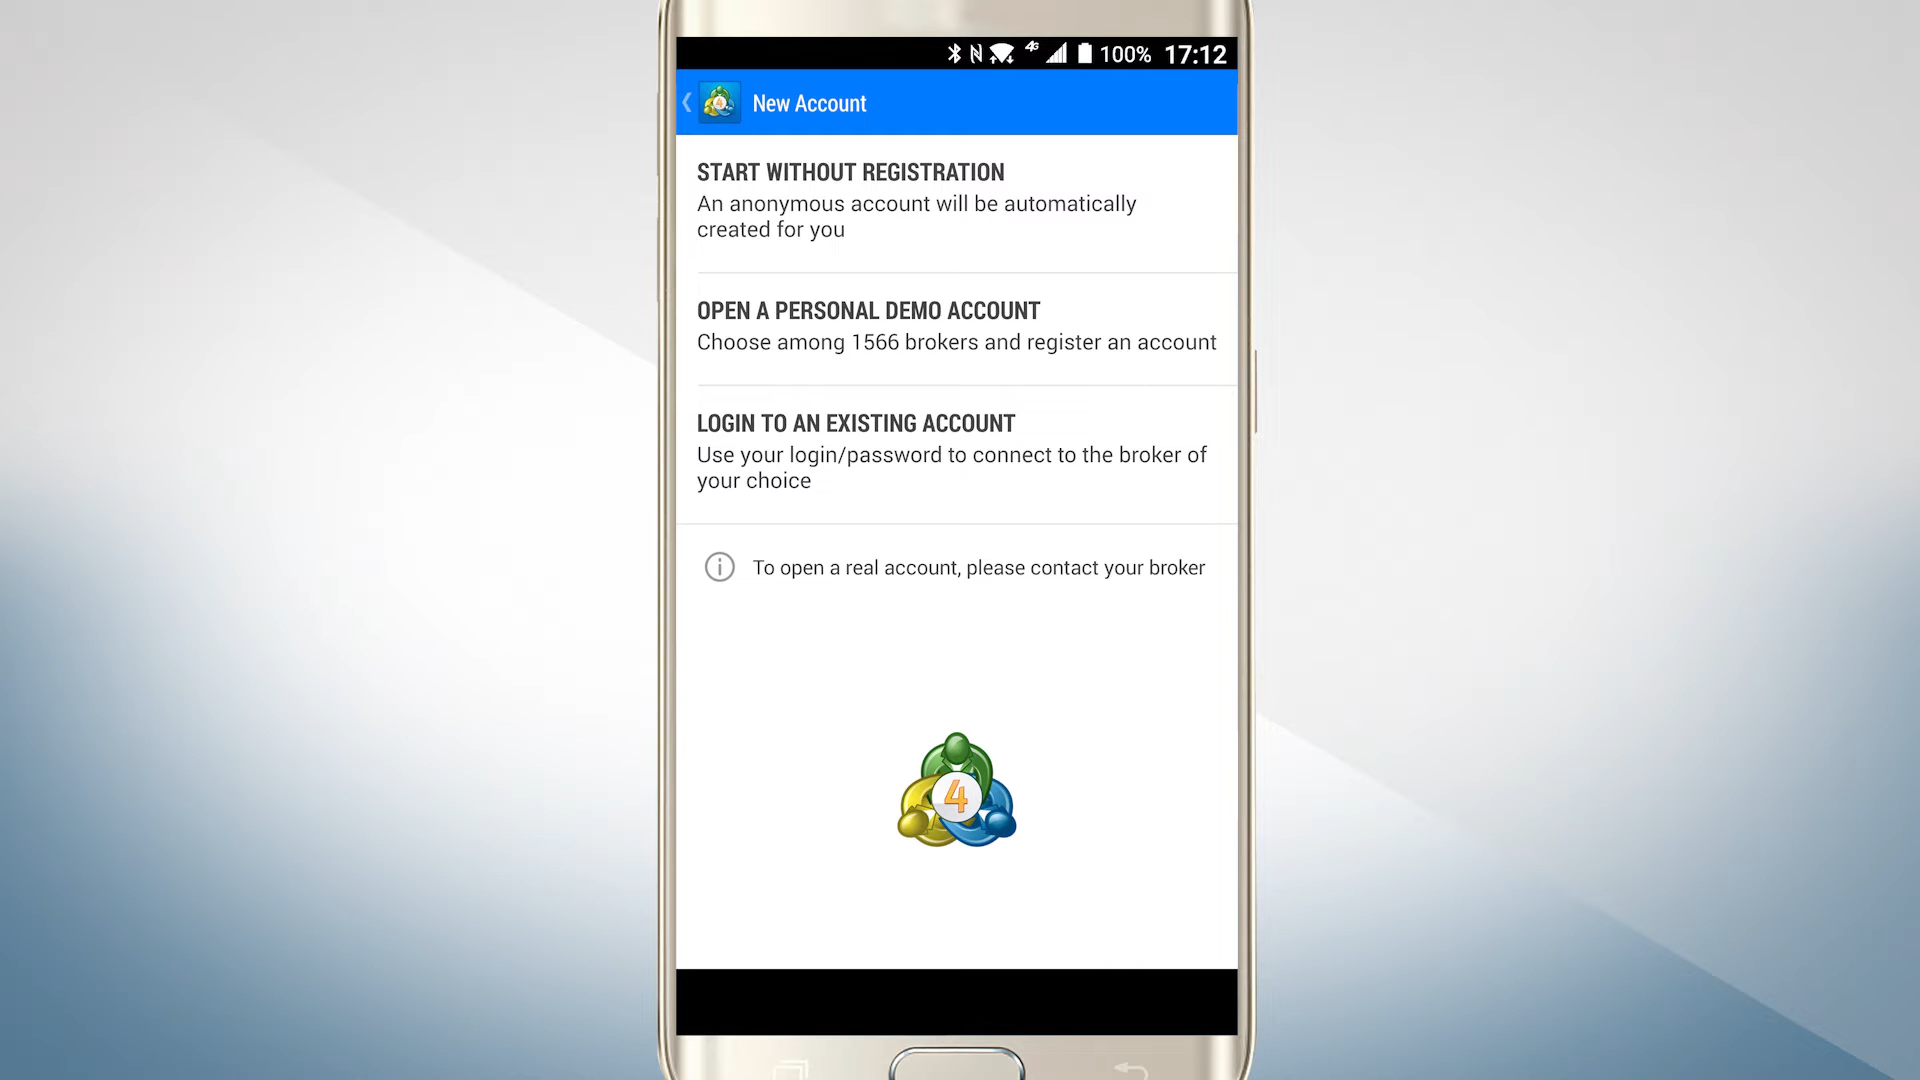 4G 100% 17:12
4 New Account
START WITHOUT REGISTRATION
An anonymous account will be automatically
created for you
OPEN A PERSONAL DEMO ACCOUNT
Choose among 1566 brokers and register an account
LOGIN TO AN EXISTING ACCOUNT
Use your login/password to connect to the broker of
your choice
To open a real account, please contact your broker
4